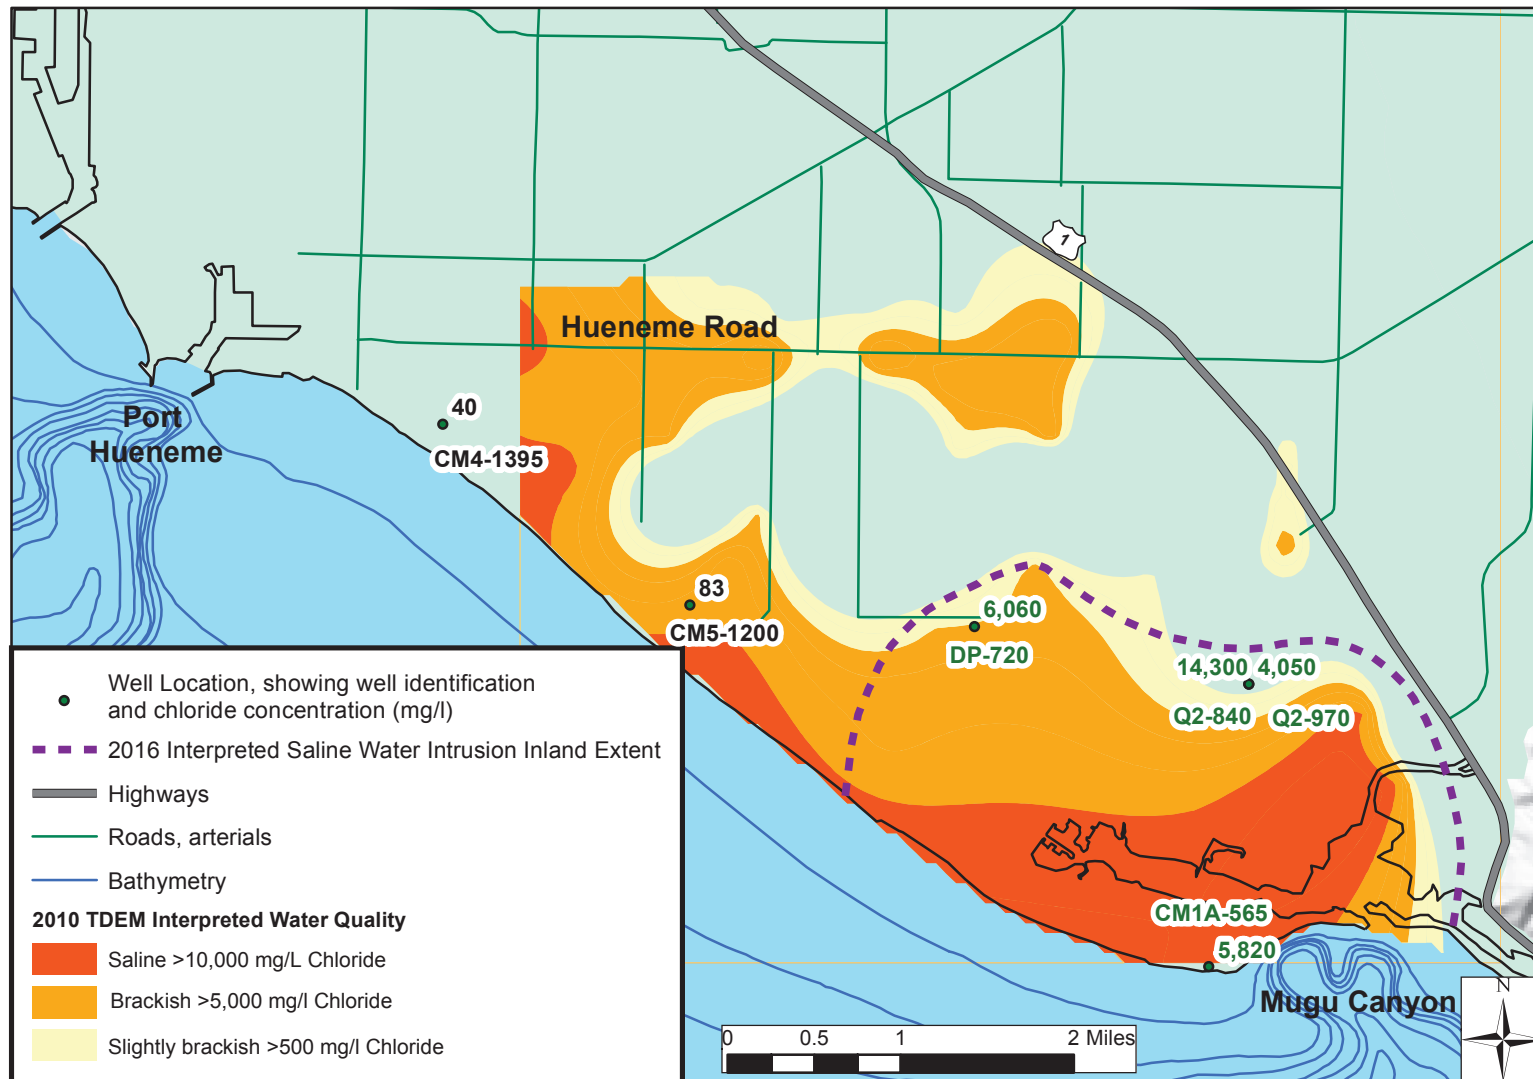 1
Hueneme Road
Port
Hueneme
40
CM4-1395
83
CM5-1200
6,060
DP-720
14,300 4,050
Q2-840 Q2-970
CM1A-565
5,820
Mugu Canyon
N
0 0.5 1 2 Miles
Well Location, showing well identification
and chloride concentration (mg/l)
2016 Interpreted Saline Water Intrusion Inland Extent
Highways
Roads, arterials
Bathymetry
2010 TDEM Interpreted Water Quality
Saline >10,000 mg/L Chloride
Brackish >5,000 mg/l Chloride
Slightly brackish >500 mg/l Chloride